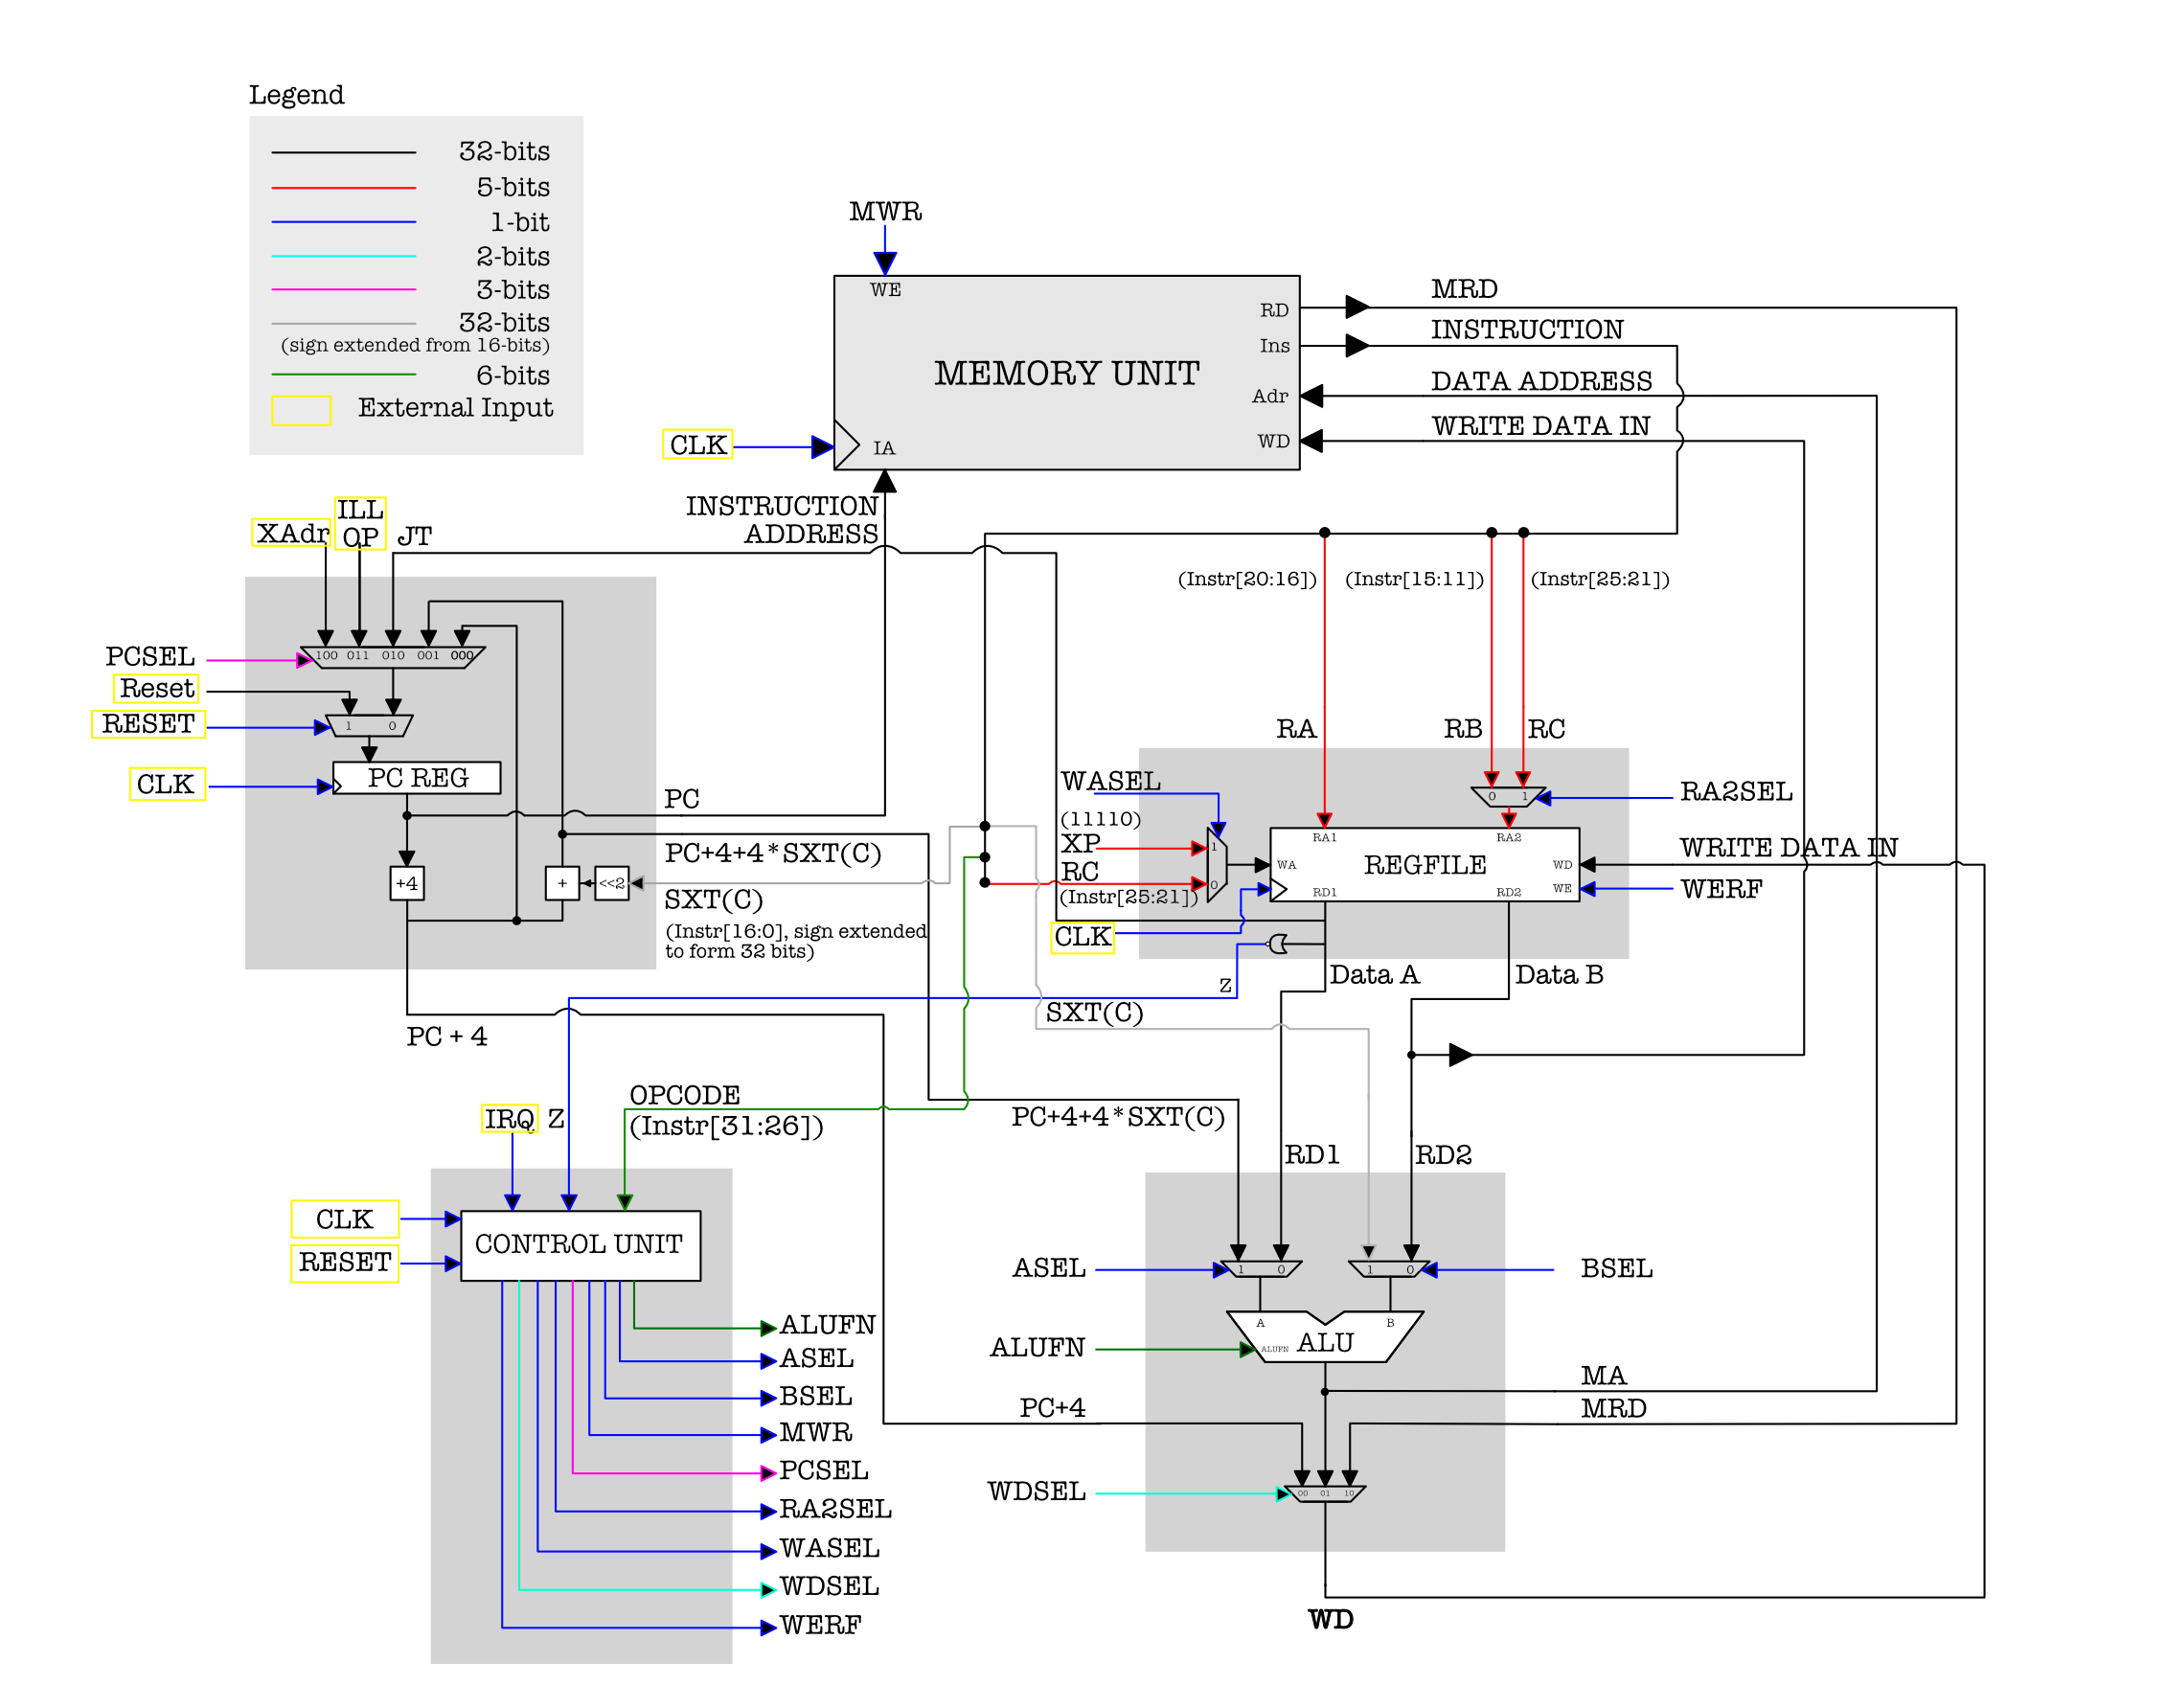 Legend
32-bits
5-bits
1-bit
2-bits
3-bits
32-bits
(sign extended from 16-bits)
6-bits
External Input
MWR
WE
MEMORY UNIT
RD
Ins
Adr
WD
IA
CLK
MRD
INSTRUCTION
DATA ADDRESS
WRITE DATA IN
INSTRUCTION
ADDRESS
XAdr
ILL
OP
JT
100 011 010 001 000
PCSEL
Reset
RESET
1 0
CLK
PC REG
+4
+
<<2
PC
PC+4+4*SXT(C)
SXT(C)
(Instr[16:0], sign extended
to form 32 bits)
PC + 4
(Instr[20:16])
(Instr[15:11])
(Instr[25:21])
RA
RB
RC
WASEL
(11110)
XP
RC
(Instr[25:21])
CLK
1
0
0 1
RA2SEL
RA1
RA2
WA
REGFILE
WD
WE
RD1
RD2
WRITE DATA IN
WERF
Z
Data A
Data B
SXT(C)
IRQ
Z
OPCODE
(Instr[31:26])
CLK
RESET
CONTROL UNIT
ALUFN
ASEL
BSEL
MWR
PCSEL
RA2SEL
WASEL
WDSEL
WERF
PC+4+4*SXT(C)
RD1
RD2
ASEL
1 0
1 0
BSEL
A
B
ALUFN
ALUFN
ALU
MA
PC+4
MRD
WDSEL
00 01 10
WD